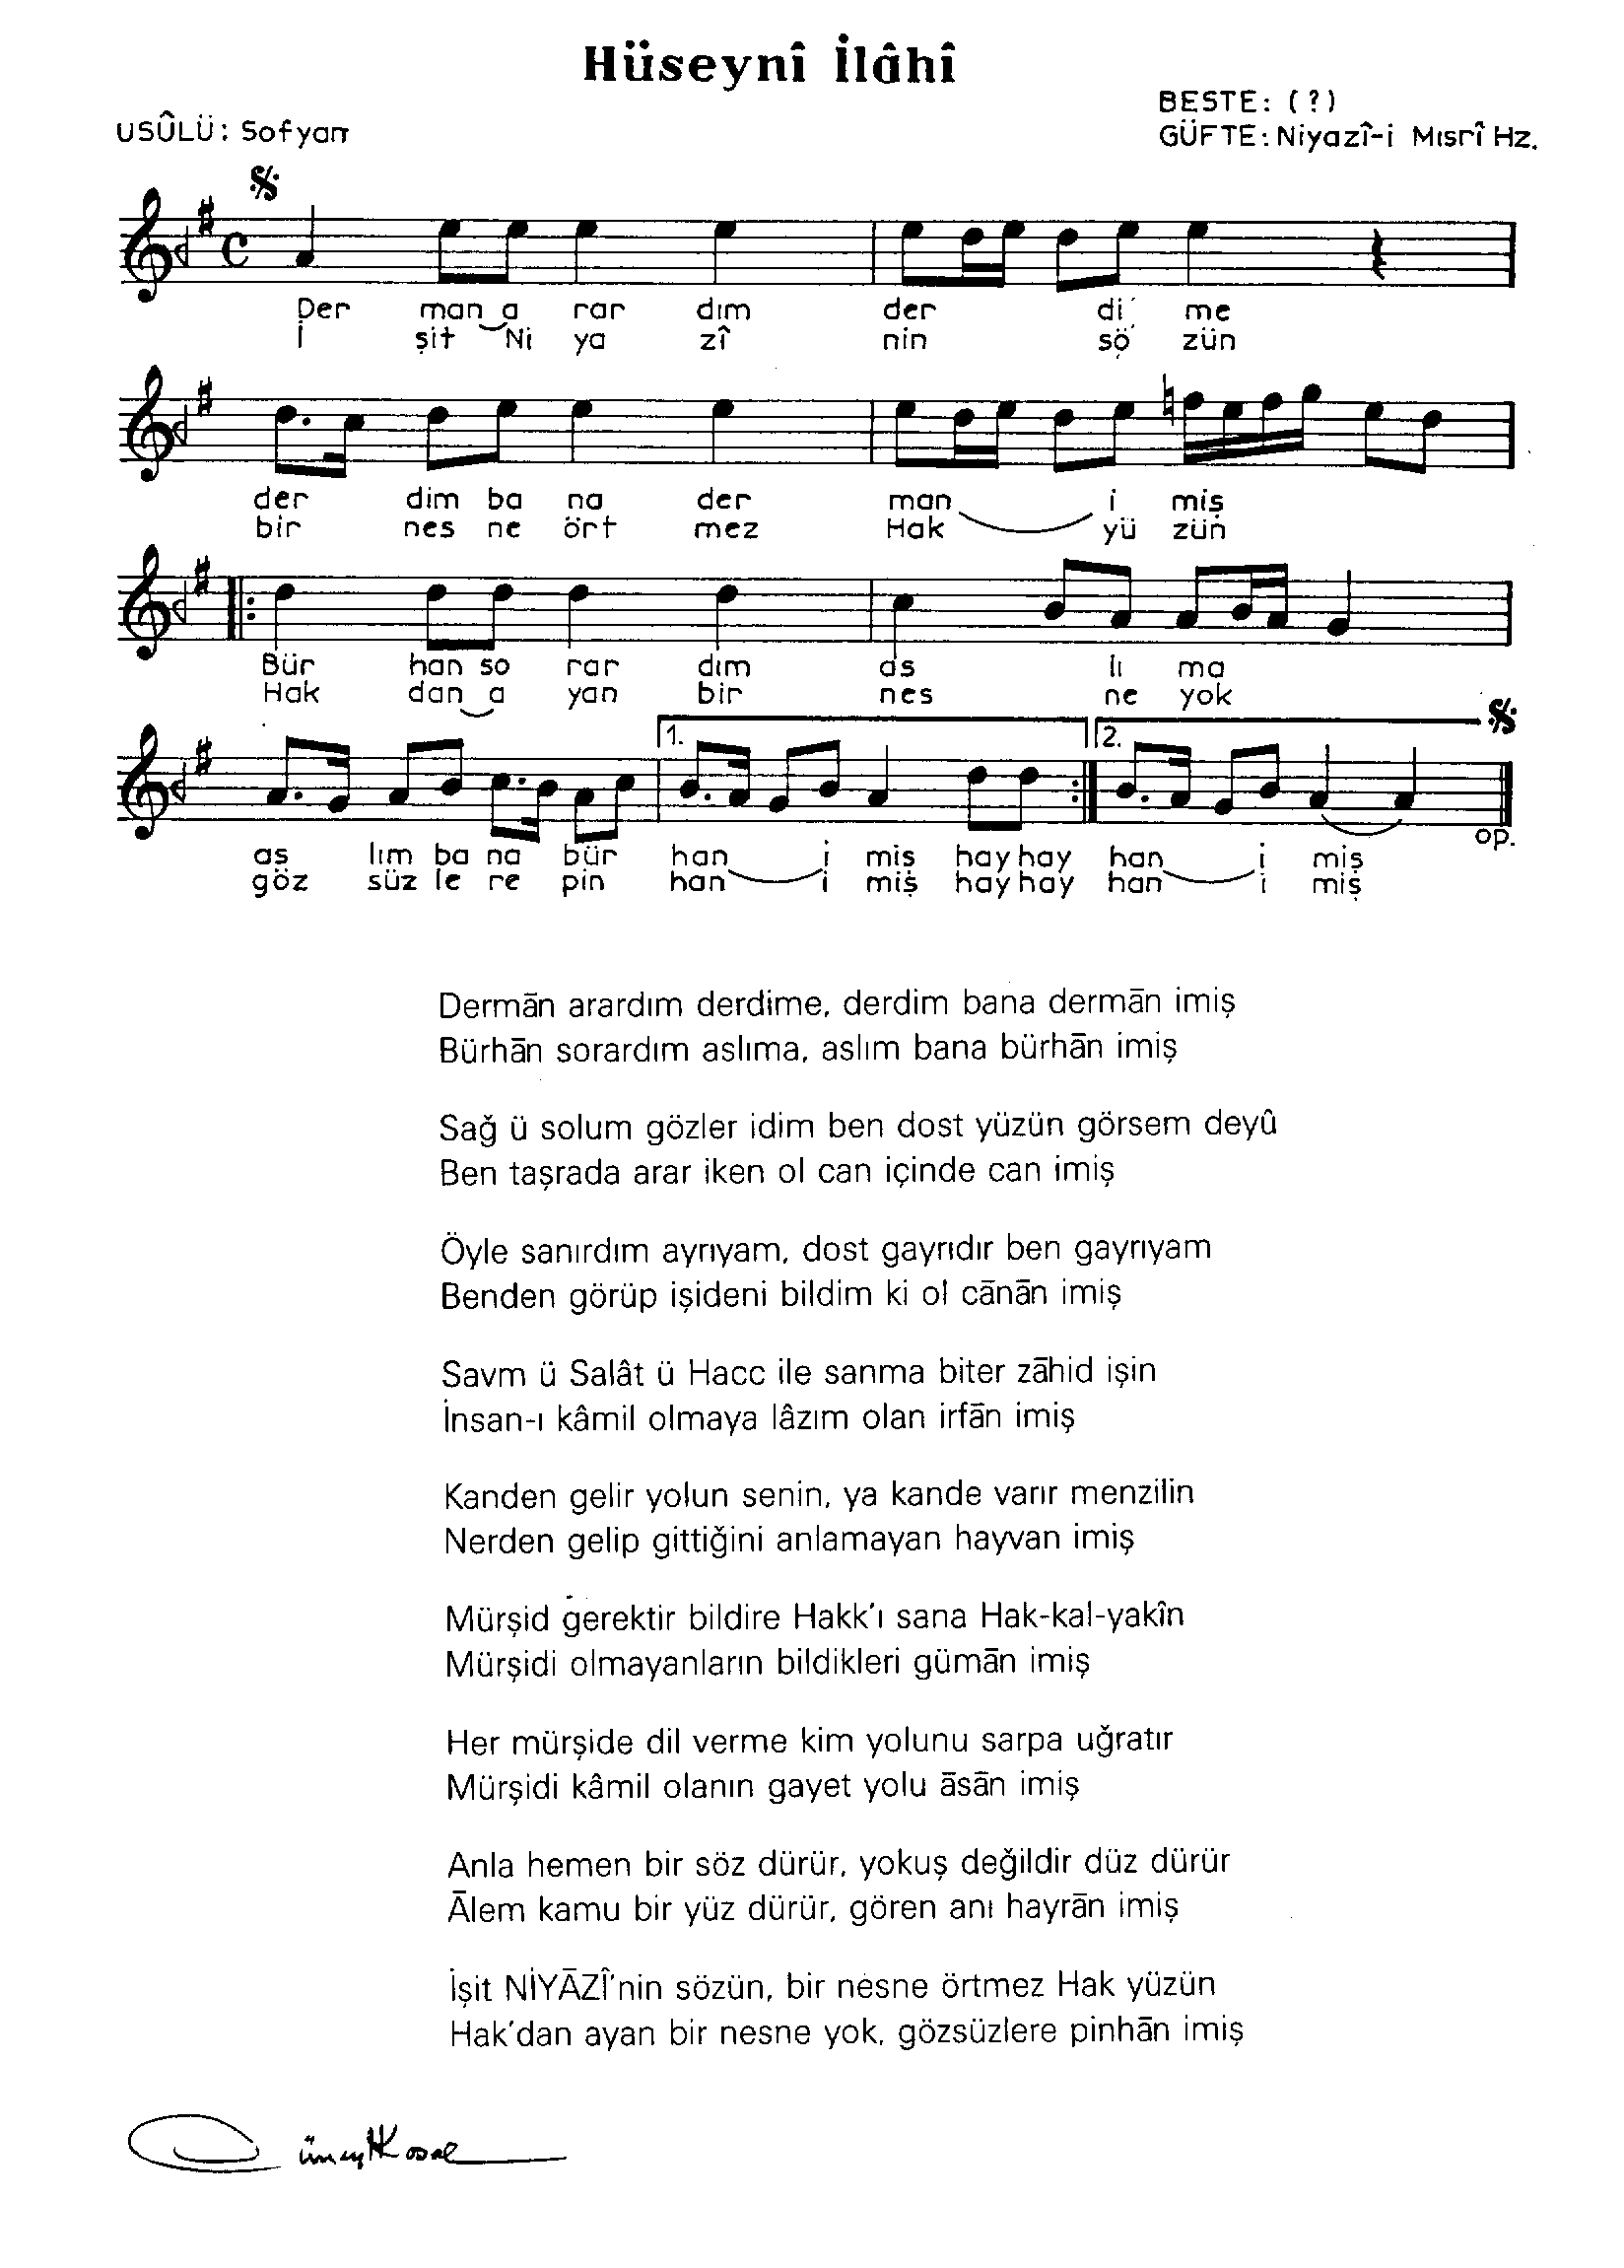 Hüseynî İlâhî
BESTE: (?)
USÛLÜ: Sofyan
GÜFTE: Niyazî-i Mısrî Hz.
Der man a rar dım der di me
İ şit Ni ya zî nin sö zün
der dim ba na der man i miş
bir nes ne ört mez Hak yü zün
Bür han so rar dım as lı ma
Hak dan a yan bir nes ne yok
1. 2.
op.
as lım ba na bür han i mis hay hay han i miş
göz süz le re pin han i miş hay hay han i miş
Dermān arardım derdime, derdim bana dermān imiş
Bürhān sorardım aslıma, aslım bana bürhān imiş
Sağ ü solum gözler idim ben dost yüzün görsem deyû
Ben taşrada arar iken ol can içinde can imiş
Öyle sanırdım ayrıyam, dost gayrıdır ben gayrıyam
Benden görüp işideni bildim ki ol cānān imiş
Savm ü Salât ü Hacc ile sanma biter zāhid işin
İnsan-ı kâmil olmaya lâzım olan irfān imiş
Kanden gelir yolun senin, ya kande varır menzilin
Nerden gelip gittiğini anlamayan hayvan imiş
Mürşid gerektir bildire Hakk'ı sana Hak-kal-yakîn
Mürşidi olmayanların bildikleri gümān imiş
Her mürşide dil verme kim yolunu sarpa uğratır
Mürşidi kâmil olanın gayet yolu āsān imiş
Anla hemen bir söz dürür, yokuş değildir düz dürür
Ālem kamu bir yüz dürür, gören anı hayrān imiş
İşit NİYĀZÎ'nin sözün, bir nesne örtmez Hak yüzün
Hak'dan ayan bir nesne yok, gözsüzlere pinhān imiş
Cüneyt Kosal